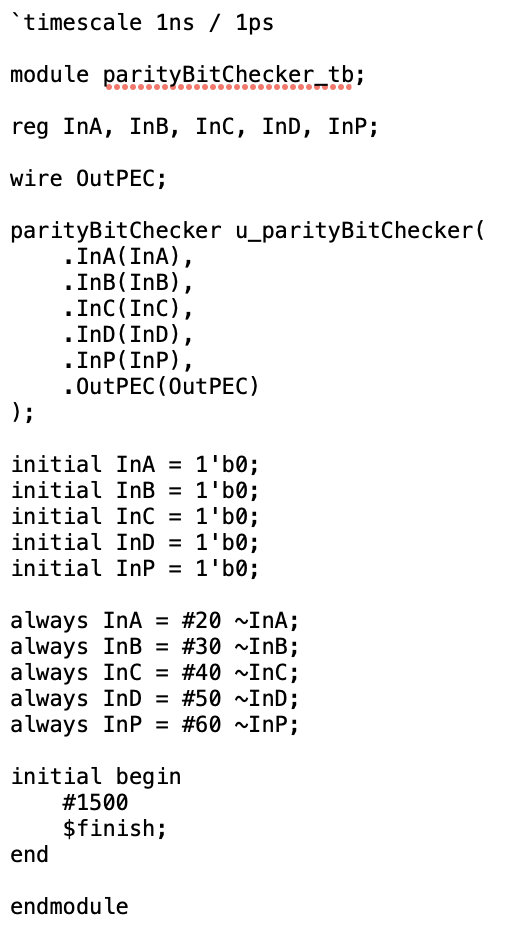 `timescale 1ns / 1ps
module parityBitChecker_tb;
reg InA, InB, InC, InD, InP;
wire OutPEC;
parityBitChecker u_parityBitChecker(
    .InA(InA),
    .InB(InB),
    .InC(InC),
    .InD(InD),
    .InP(InP),
    .OutPEC(OutPEC)
);
initial InA = 1'b0;
initial InB = 1'b0;
initial InC = 1'b0;
initial InD = 1'b0;
initial InP = 1'b0;
always InA = #20 ~InA;
always InB = #30 ~InB;
always InC = #40 ~InC;
always InD = #50 ~InD;
always InP = #60 ~InP;
initial begin
    #1500
    $finish;
end
endmodule